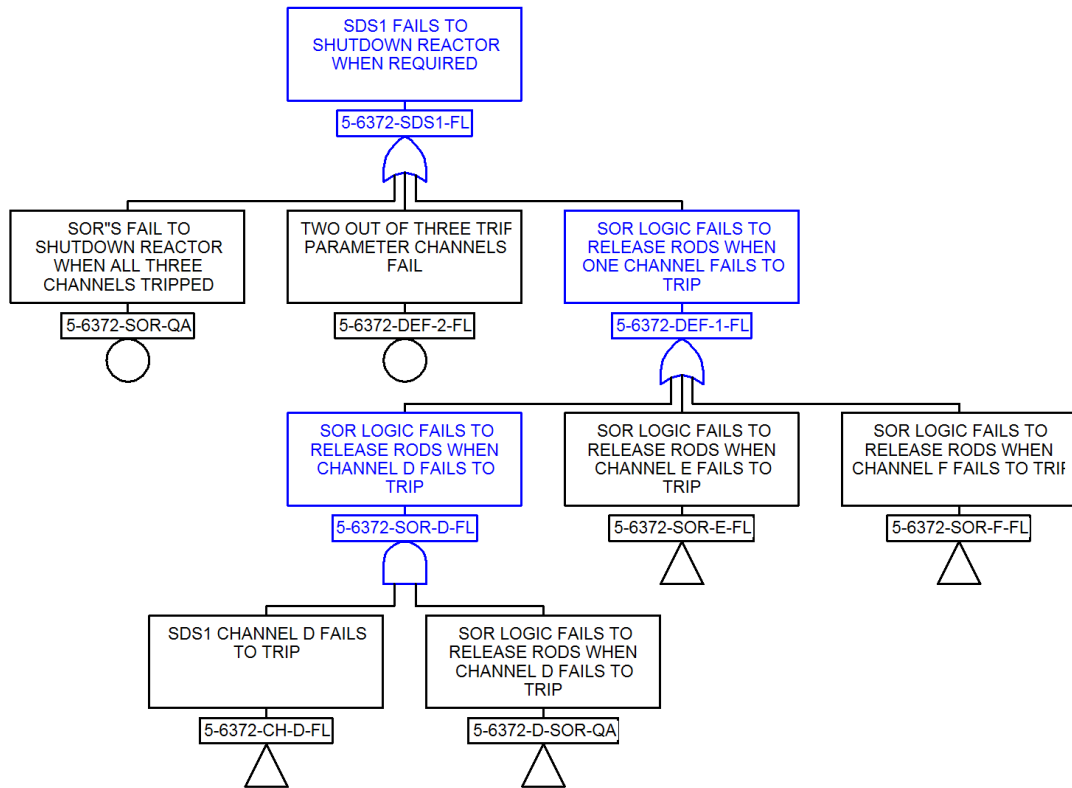 SDS1 FAILS TO
SHUTDOWN REACTOR
WHEN REQUIRED
5-6372-SDS1-FL
SOR"S FAIL TO
SHUTDOWN REACTOR
WHEN ALL THREE
CHANNELS TRIPPED
5-6372-SOR-QA
TWO OUT OF THREE TRIF
PARAMETER CHANNELS
FAIL
5-6372-DEF-2-FL
SOR LOGIC FAILS TO
RELEASE RODS WHEN
ONE CHANNEL FAILS TO
TRIP
5-6372-DEF-1-FL
SOR LOGIC FAILS TO
RELEASE RODS WHEN
CHANNEL D FAILS TO
TRIP
5-6372-SOR-D-FL
SOR LOGIC FAILS TO
RELEASE RODS WHEN
CHANNEL E FAILS TO
TRIP
5-6372-SOR-E-FL
SOR LOGIC FAILS TO
RELEASE RODS WHEN
CHANNEL F FAILS TO TRIF
5-6372-SOR-F-FL
SDS1 CHANNEL D FAILS
TO TRIP
5-6372-CH-D-FL
SOR LOGIC FAILS TO
RELEASE RODS WHEN
CHANNEL D FAILS TO
TRIP
5-6372-D-SOR-QA